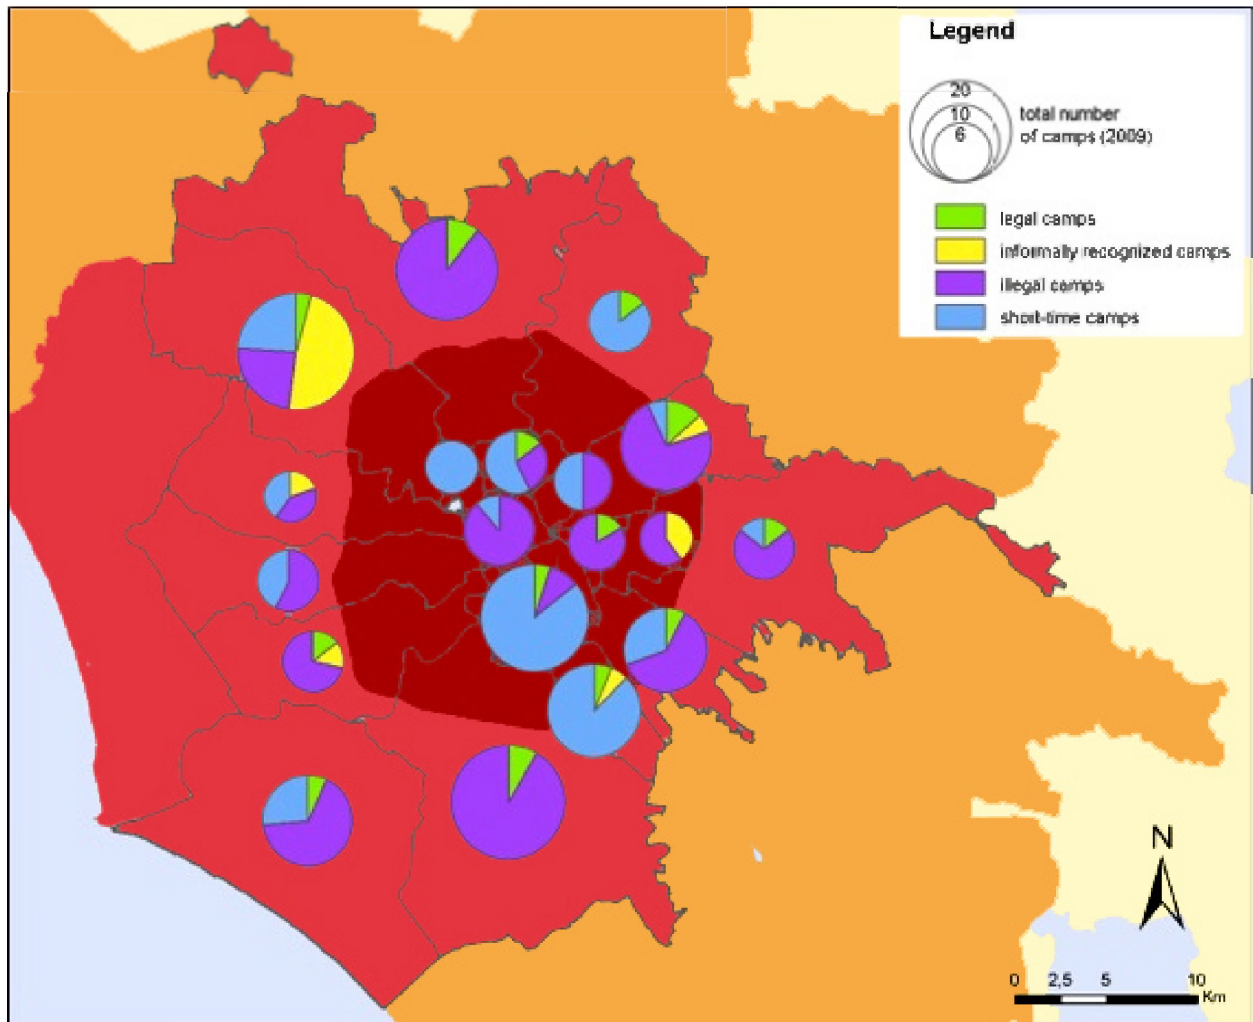 Legend
20
10
6
total number
of camps (2009)
legal camps
informally recognized camps
illegal camps
short-time camps
N
0 2,5 5 10
Km